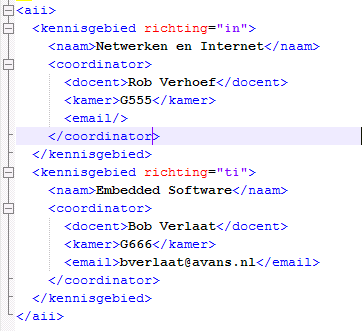 <aii>
<kennisgebied richting="in">
<naam>Netwerken en Internet</naam>
<coordinator>
<docent>Rob Verhoef</docent>
<kamer>G555</kamer>
<email/>
</coordinator>
</kennisgebied>
<kennisgebied richting="ti">
<naam>Embedded Software</naam>
<coordinator>
<docent>Bob Verlaat</docent>
<kamer>G666</kamer>
<email>bverlaat@avans.nl</email>
</coordinator>
</kennisgebied>
</aii>